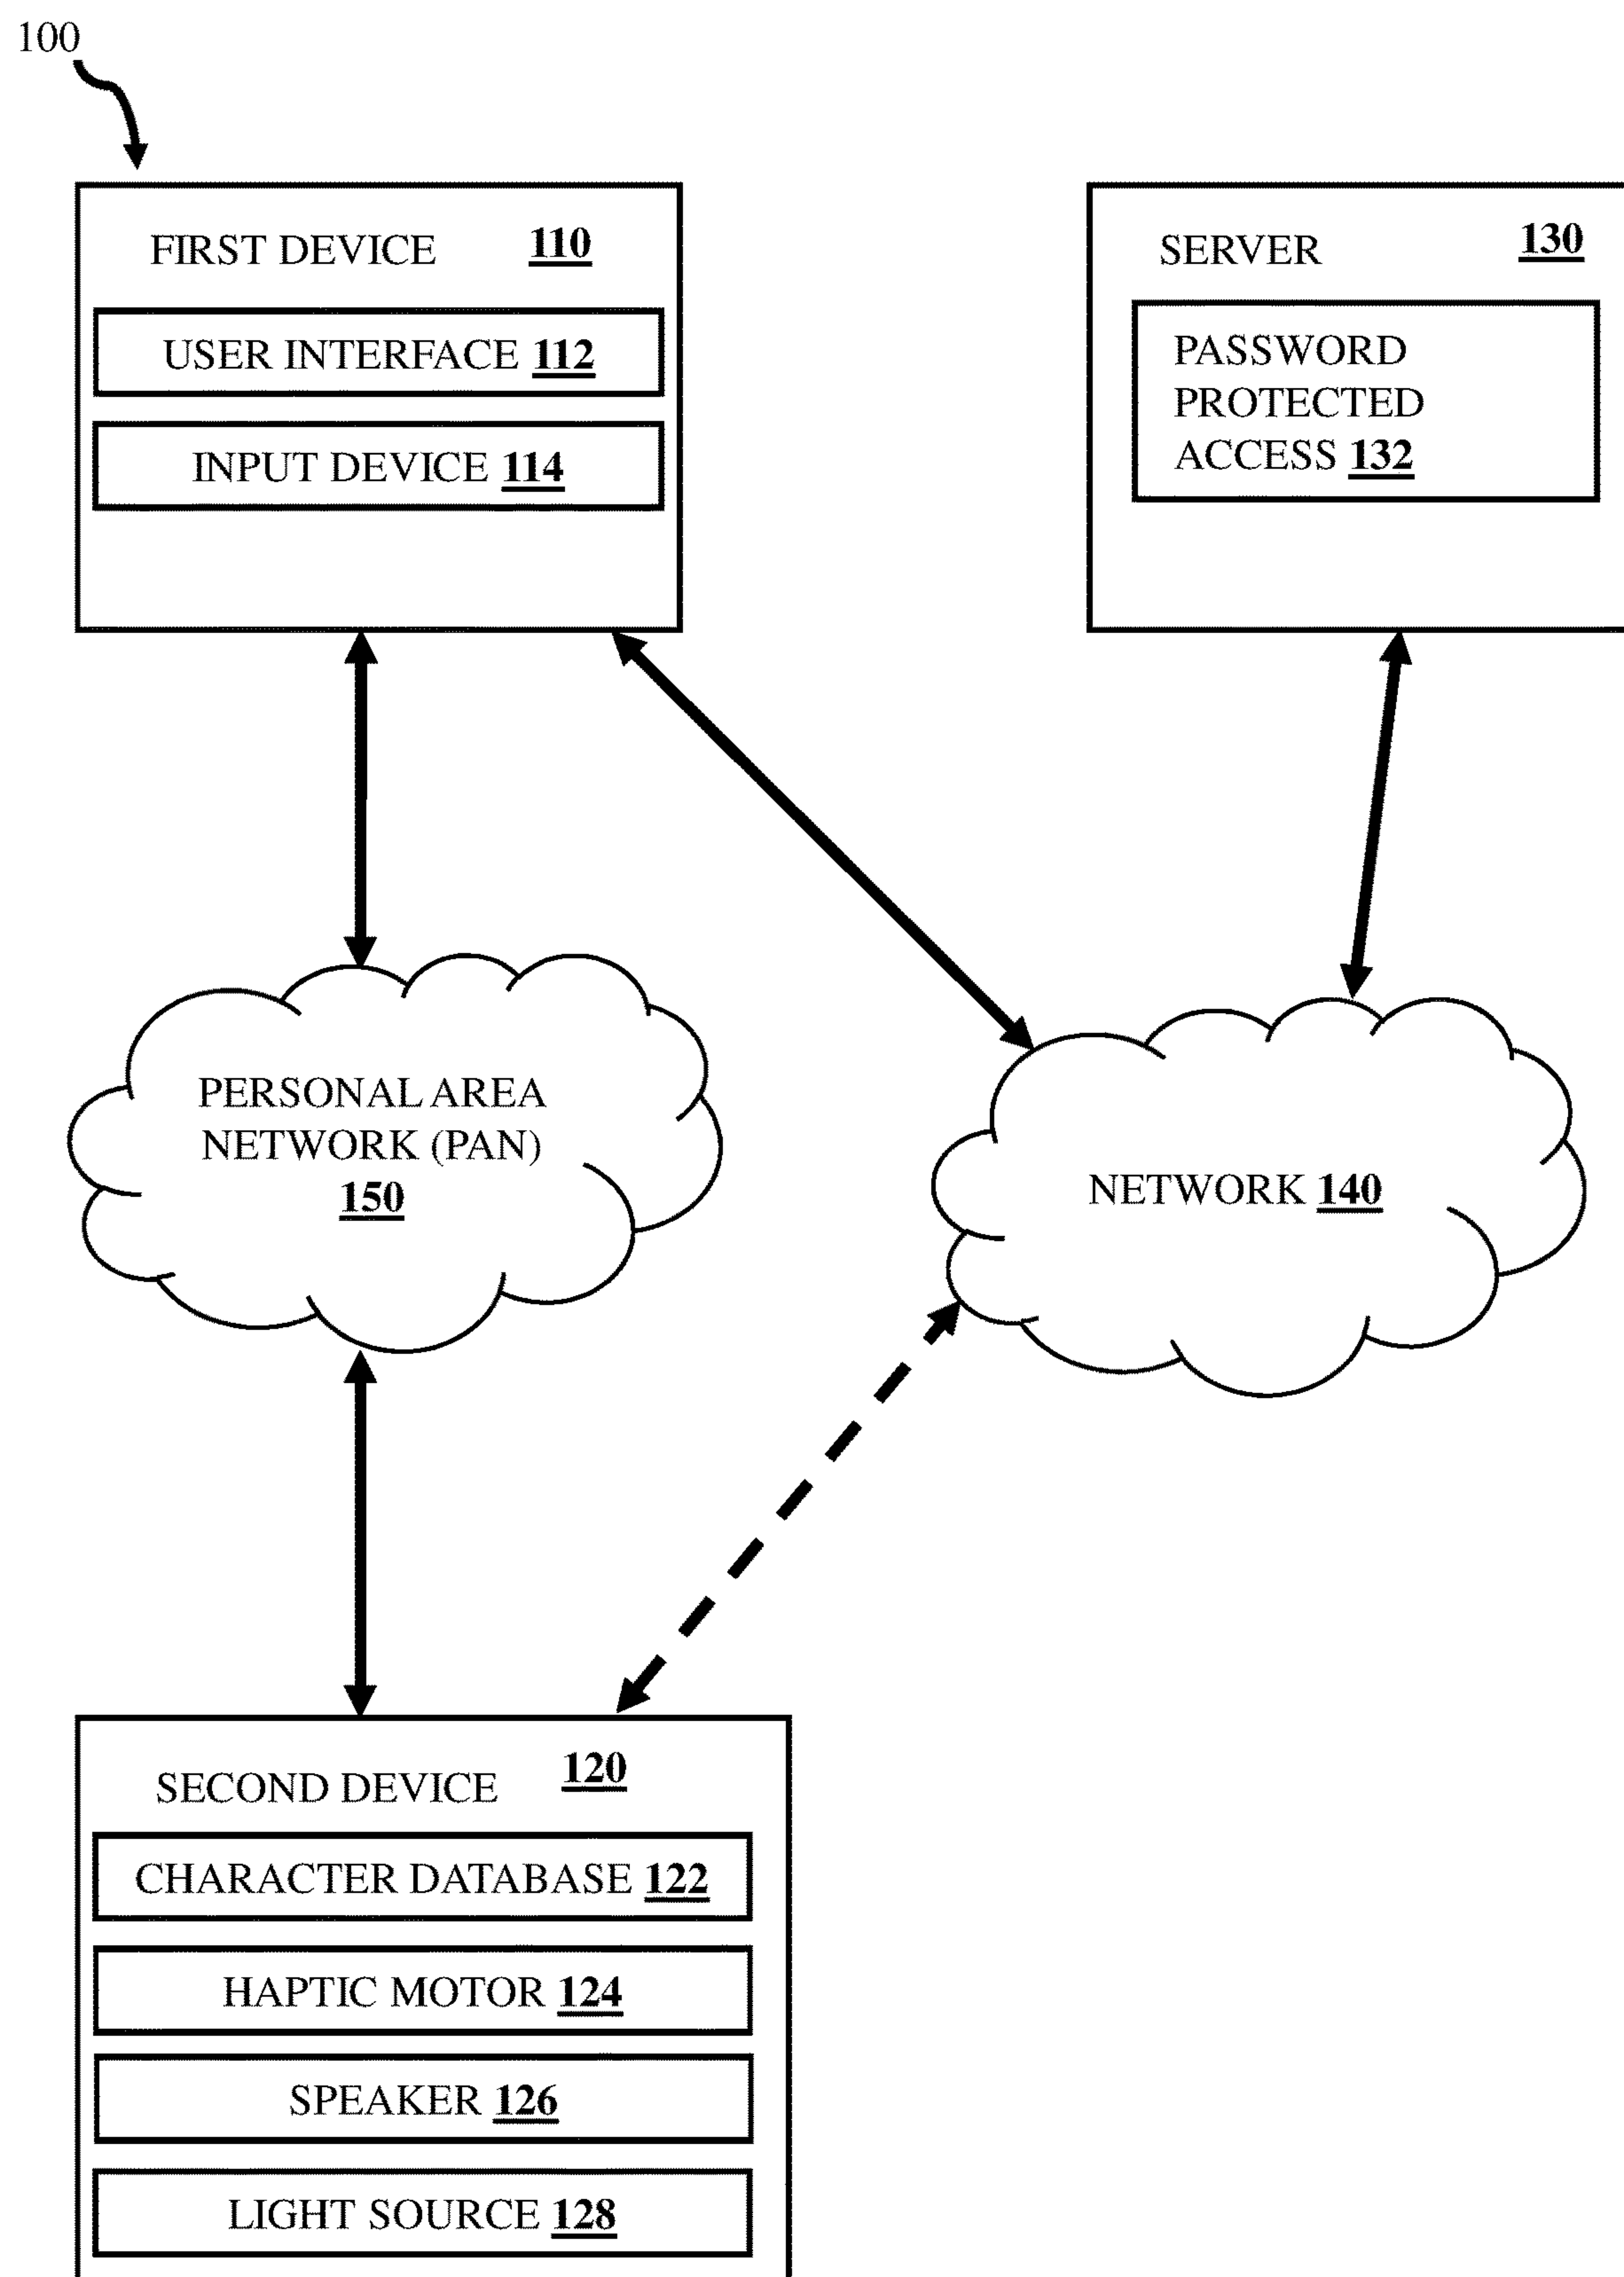 100
FIRST DEVICE 110
USER INTERFACE 112
INPUT DEVICE 114
SERVER 130
PASSWORD
PROTECTED
ACCESS 132
PERSONAL AREA
NETWORK (PAN)
150
NETWORK 140
SECOND DEVICE 120
CHARACTER DATABASE 122
HAPTIC MOTOR 124
SPEAKER 126
LIGHT SOURCE 128